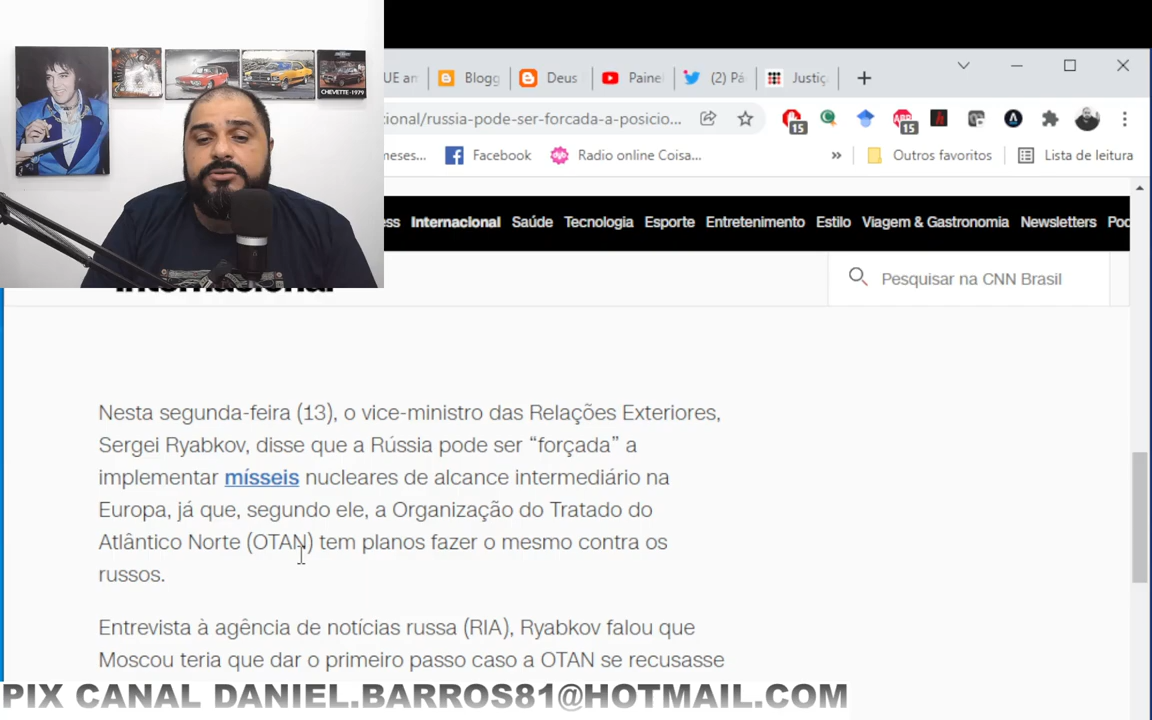 CHEVETTE-1979
UE an
Blogg
Deus
Paine
(2) Pá
Justiç
cional/russia-pode-ser-forcada-a-posicio...
15
15
meses...
Facebook
Radio online Coisa...
»
Outros favoritos
Lista de leitura
ss Internacional Saúde Tecnologia Esporte Entretenimento Estilo Viagem & Gastronomia Newsletters Poc
Pesquisar na CNN Brasil
Internacional
Nesta segunda-feira (13), o vice-ministro das Relações Exteriores,
Sergei Ryabkov, disse que a Rússia pode ser “forçada” a
implementar mísseis nucleares de alcance intermediário na
Europa, já que, segundo ele, a Organização do Tratado do
Atlântico Norte (OTAN) tem planos fazer o mesmo contra os
russos.
Entrevista à agência de notícias russa (RIA), Ryabkov falou que
Moscou teria que dar o primeiro passo caso a OTAN se recusasse
PIX CANAL DANIEL.BARROS81@HOTMAIL.COM